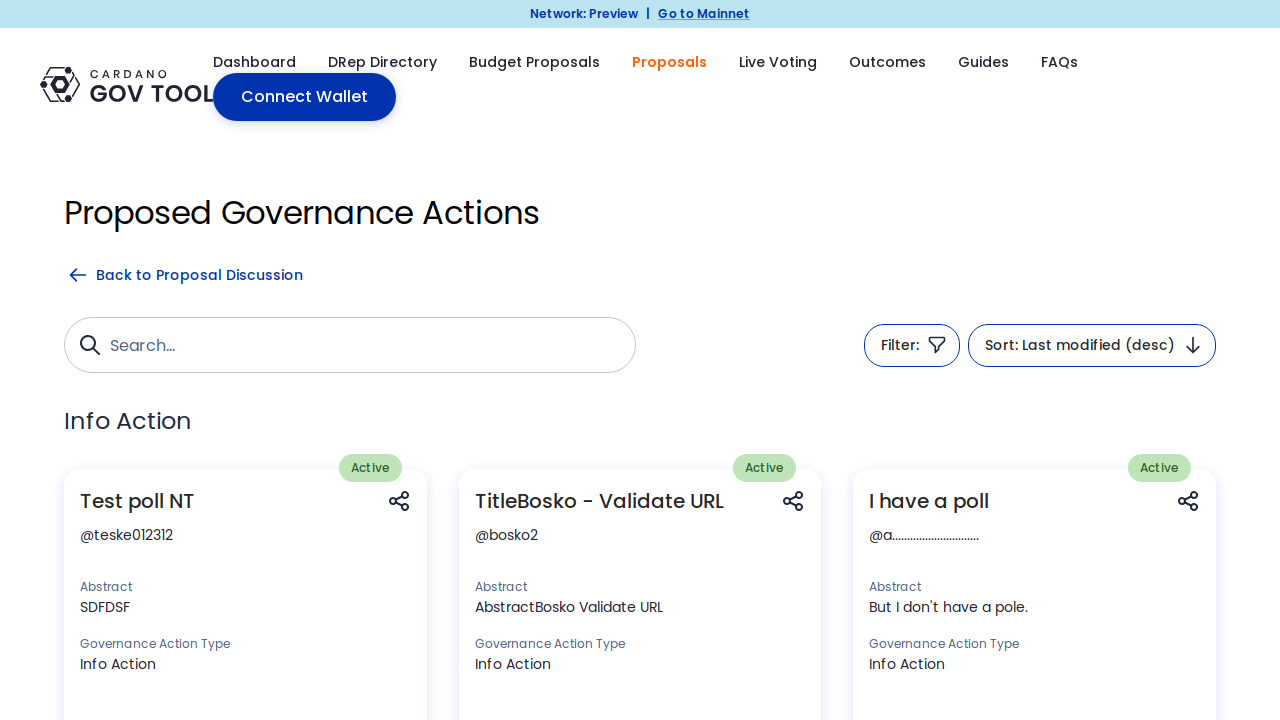 Network: Preview | Go to Mainnet
CARDANO
GOV TOOL
Dashboard DRep Directory Budget Proposals Proposals Live Voting Outcomes Guides FAQs
Connect Wallet
Proposed Governance Actions
Back to Proposal Discussion
Search...
Filter:
Sort: Last modified (desc)
Info Action
Active
Test poll NT
@teske012312
Abstract
SDFDSF
Governance Action Type
Info Action
Active
TitleBosko - Validate URL
@bosko2
Abstract
AbstractBosko Validate URL
Governance Action Type
Info Action
Active
I have a poll
@a.............................
Abstract
But I don't have a pole.
Governance Action Type
Info Action